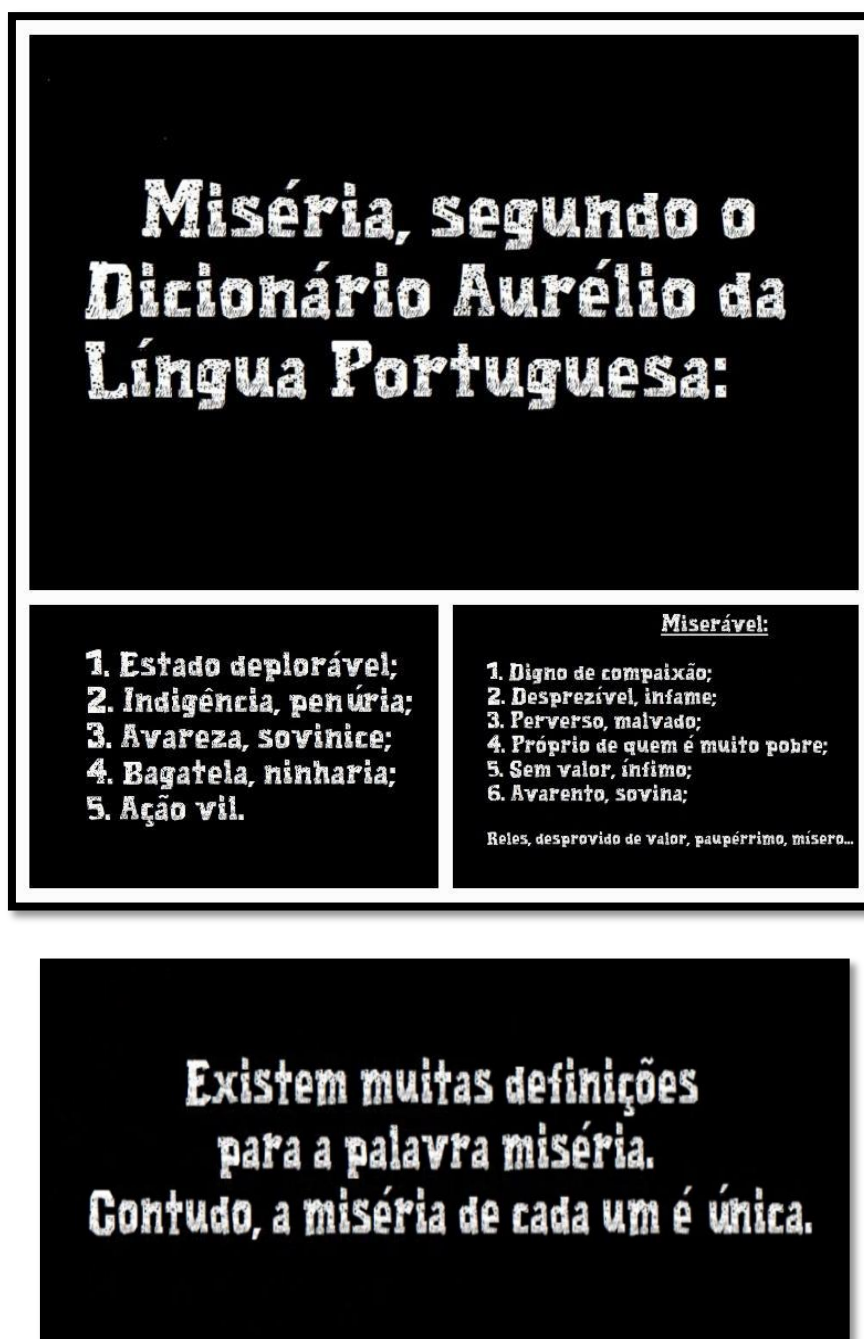 Miséria, segundo o
Dicionário Aurélio da
Língua Portuguesa:
1. Estado deplorável;
2. Indigência, penúria;
3. Avareza, sovinice;
4. Bagatela, ninharia;
5. Ação vil.
Miserável:
1. Digno de compaixão;
2. Desprezível, infame;
3. Perverso, malvado;
4. Próprio de quem é muito pobre;
5. Sem valor, ínfimo;
6. Avarento, sovina;
Reles, desprovido de valor, paupérrimo, mísero...
Existem muitas definições
para a palavra miséria.
Contudo, a miséria de cada um é única.